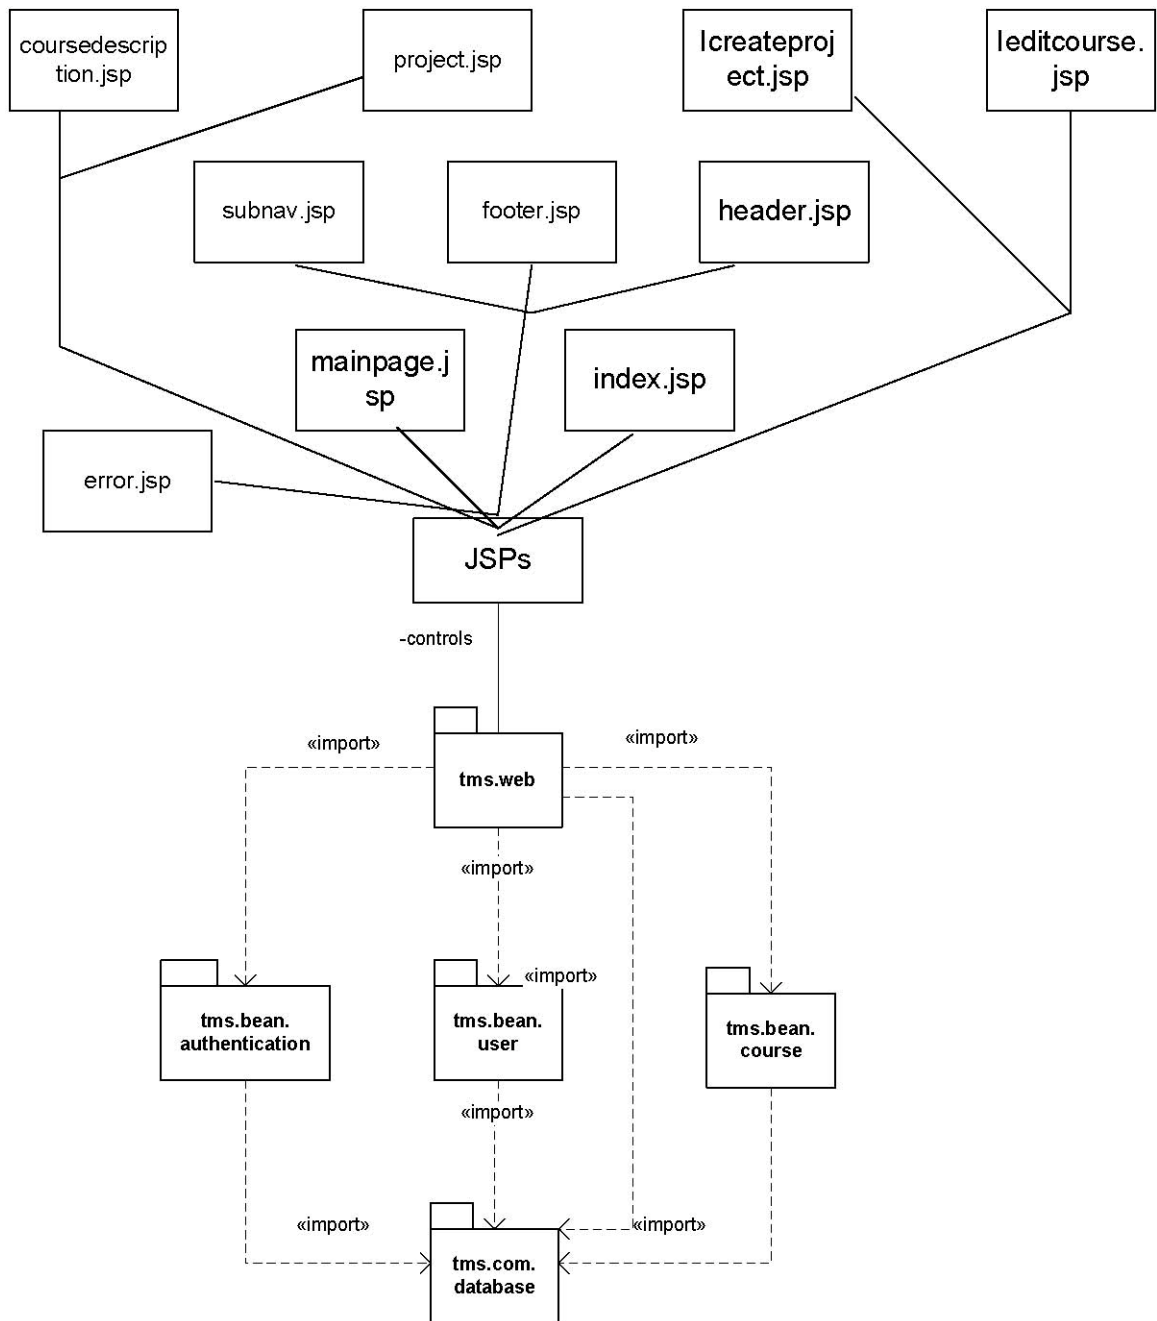 coursedescrip
tion.jsp
project.jsp
lcreateproj
ect.jsp
leditcourse.
jsp
subnav.jsp
footer.jsp
header.jsp
mainpage.j
sp
index.jsp
error.jsp
JSPs
-controls
«import»
«import»
tms.web
«import»
«import»
tms.bean.
authentication
tms.bean.
user
tms.bean.
course
«import»
«import»
«import»
tms.com.
database